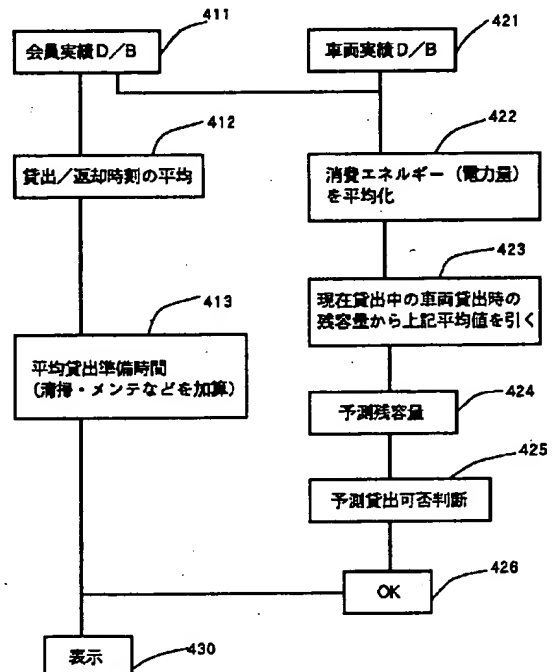 411
会員実績D/B
421
車両実績D/B
412
貸出/返却時刻の平均
422
消費エネルギー(電力量)
を平均化
423
現在貸出中の車両貸出時の
残容量から上記平均値を引く
413
平均貸出準備時間
(清掃・メンテなどを加算)
424
予測残容量
425
予測貸出可否判断
426
OK
430
表示